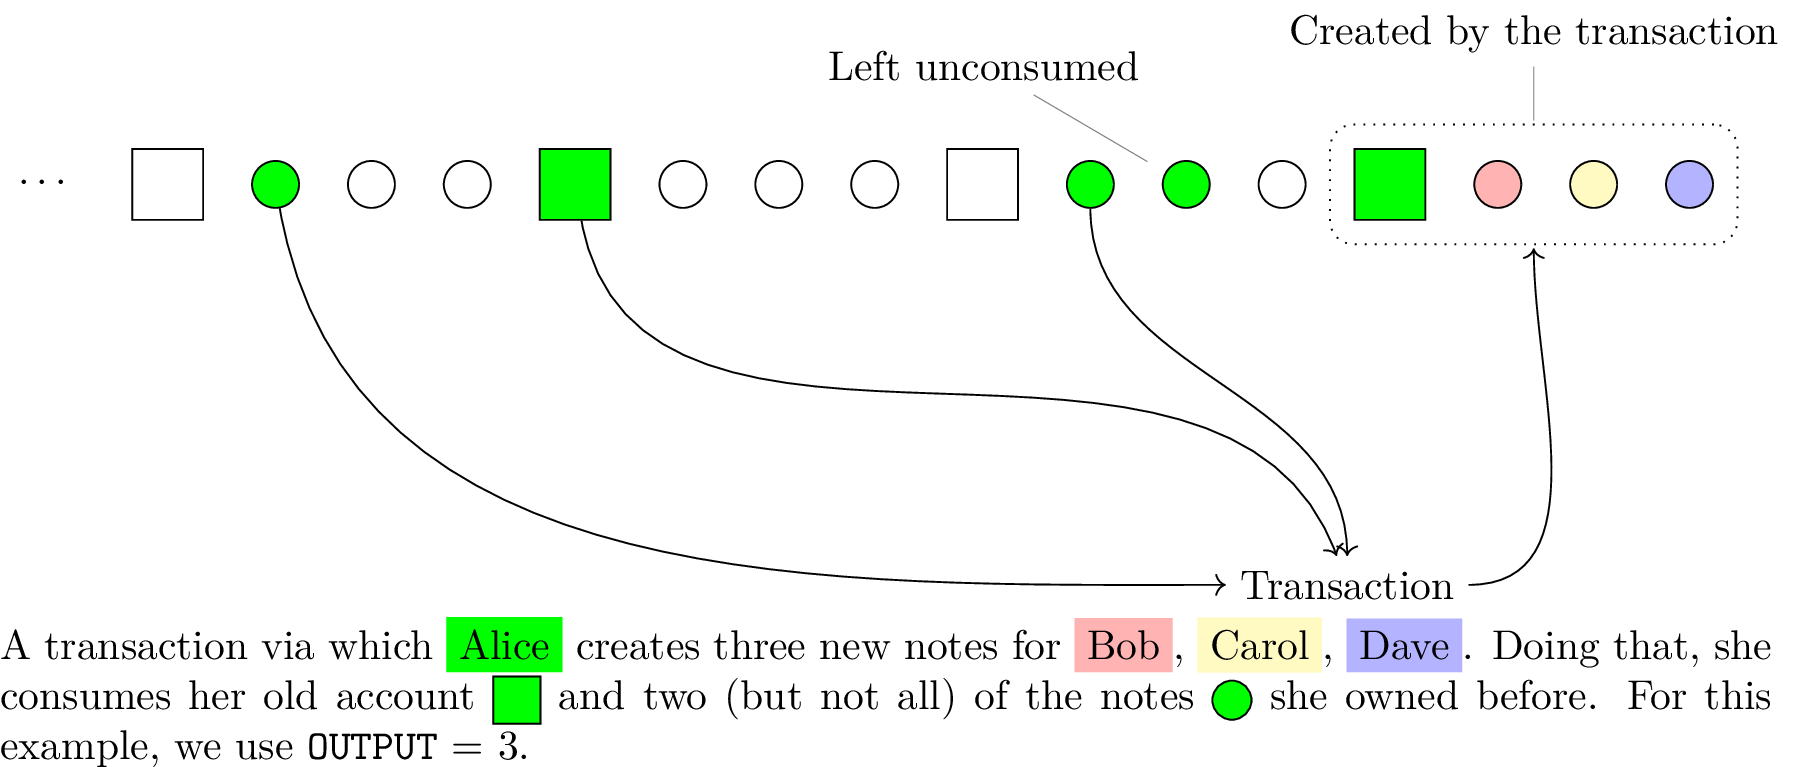 Created by the transaction
Left unconsumed
...
Transaction
A transaction via which Alice creates three new notes for Bob, Carol, Dave. Doing that, she
consumes her old account and two (but not all) of the notes she owned before. For this
example, we use OUTPUT = 3.